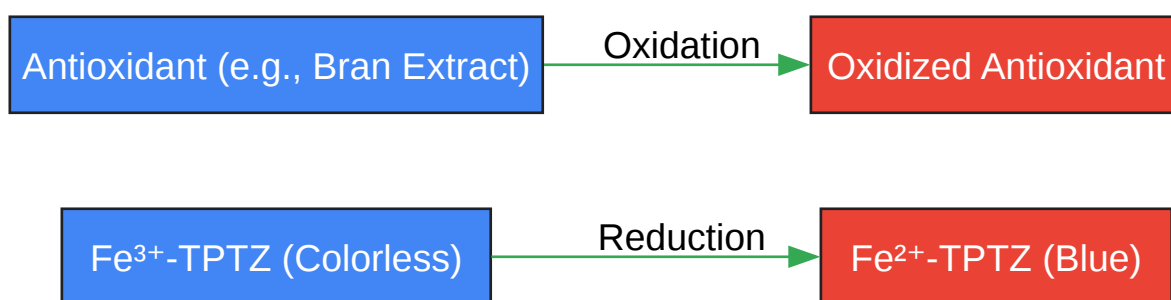 Antioxidant (e.g., Bran Extract)
Oxidation
Oxidized Antioxidant
Fe³⁺-TPTZ (Colorless)
Reduction
Fe²⁺-TPTZ (Blue)